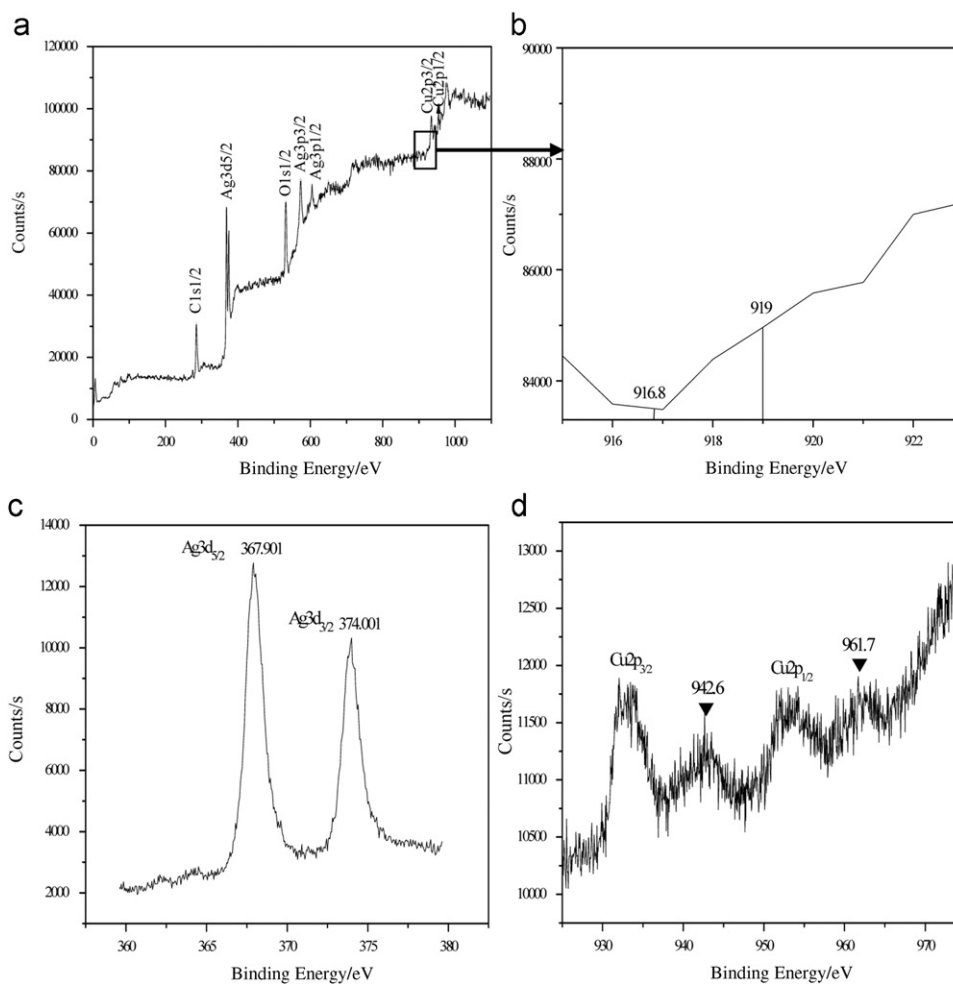 a
120000
100000
80000
60000
40000
20000
0
0
200
400
600
800
1000
Counts/s
Binding Energy/eV
C1s1/2
Ag3d5/2
O1s1/2
Ag3p3/2
Ag3p1/2
Cu2p3/2
Cu2p1/2
b
90000
88000
86000
84000
916
918
920
922
Counts/s
Binding Energy/eV
916.8
919
c
14000
12000
10000
8000
6000
4000
2000
360
365
370
375
380
Counts/s
Binding Energy/eV
Ag3d5/2 367.901
Ag3d3/2 374.001
d
13000
12500
12000
11500
11000
10500
10000
930
940
950
960
970
Counts/s
Binding Energy/eV
Cu2p3/2
942.6
Cu2p1/2
961.7